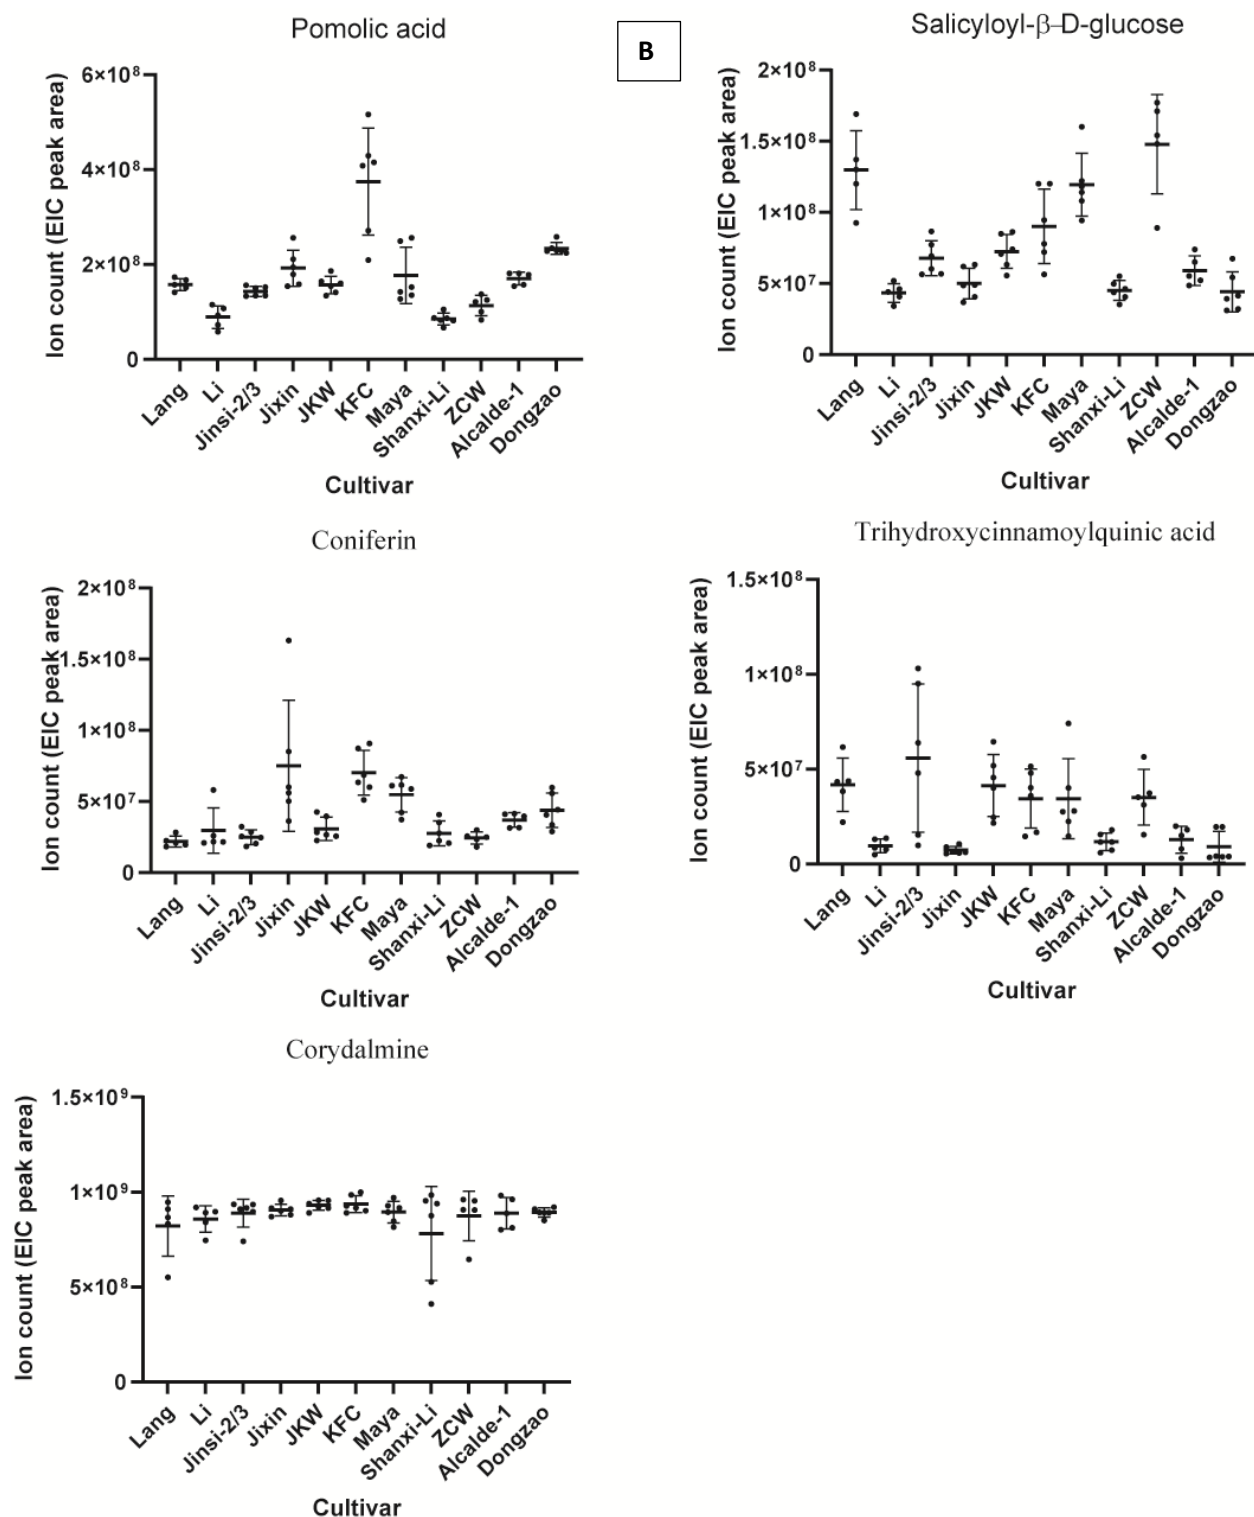 Pomolic acid
Ion count (EIC peak area)
6×10⁸
4×10⁸
2×10⁸
0
Lang
Li
Jinsi-2/3
Jixin
JKW
KFC
Maya
Shanxi-Li
ZCW
Alcalde-1
Dongzao
Cultivar
B
Salicyloyl-β-D-glucose
Ion count (EIC peak area)
2×10⁸
1.5×10⁸
1×10⁸
5×10⁷
0
Lang
Li
Jinsi-2/3
Jixin
JKW
KFC
Maya
Shanxi-Li
ZCW
Alcalde-1
Dongzao
Cultivar
Coniferin
Ion count (EIC peak area)
2×10⁸
1.5×10⁸
1×10⁸
5×10⁷
0
Lang
Li
Jinsi-2/3
Jixin
JKW
KFC
Maya
Shanxi-Li
ZCW
Alcalde-1
Dongzao
Cultivar
Trihydroxycinnamoylquinic acid
Ion count (EIC peak area)
1.5×10⁸
1×10⁸
5×10⁷
0
Lang
Li
Jinsi-2/3
Jixin
JKW
KFC
Maya
Shanxi-Li
ZCW
Alcalde-1
Dongzao
Cultivar
Corydalmine
Ion count (EIC peak area)
1.5×10⁹
1×10⁹
5×10⁸
0
Lang
Li
Jinsi-2/3
Jixin
JKW
KFC
Maya
Shanxi-Li
ZCW
Alcalde-1
Dongzao
Cultivar